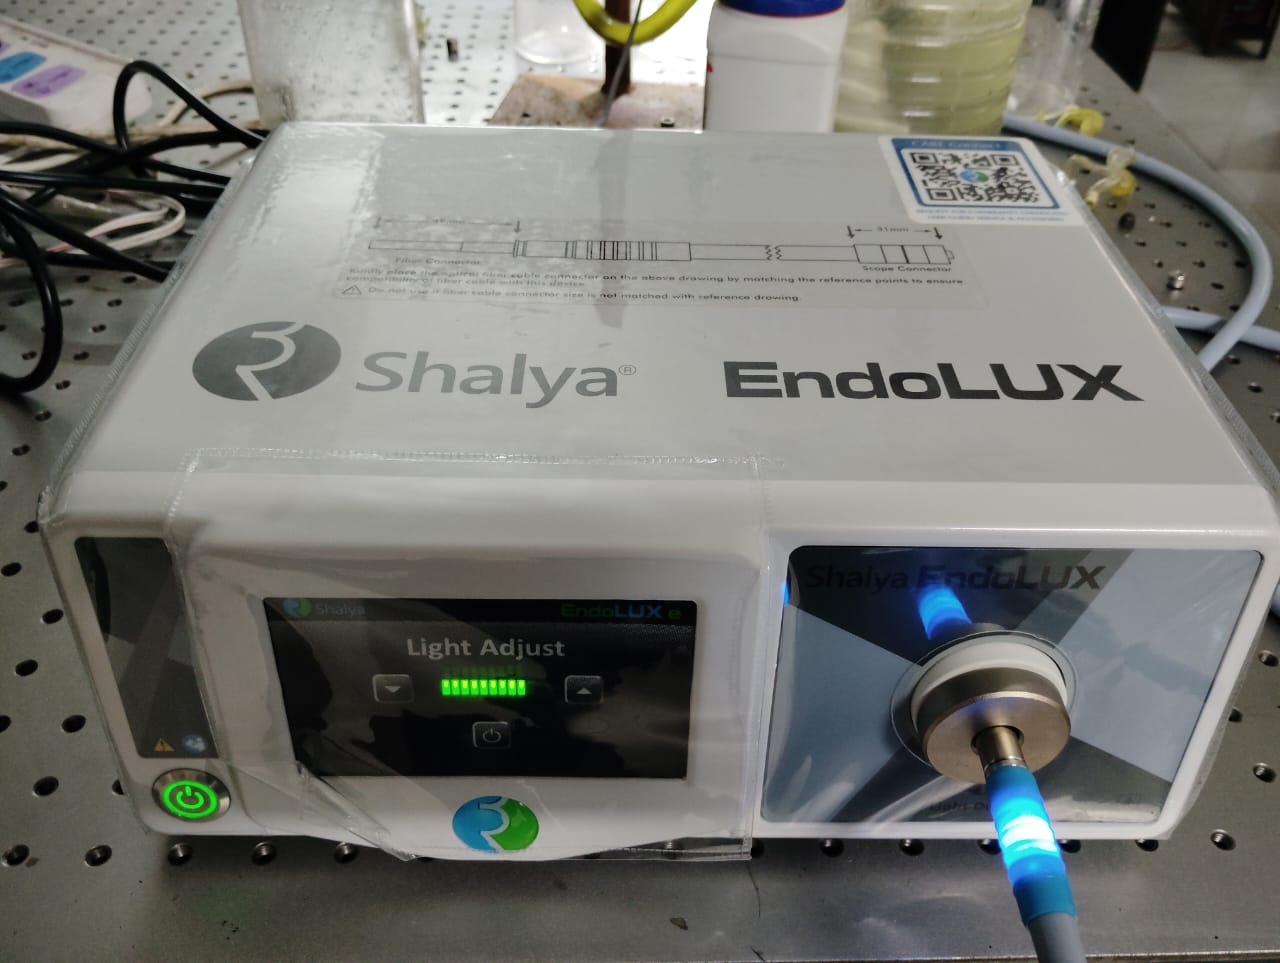 CARE Connect
31mm
Fiber Connector
Scope Connector
Kindly place the optical fiber cable connector on the above drawing by matching the reference points to ensure
compatibility of fiber cable with this device
Do not use if fiber cable connector size is not matched with reference drawing.
Shalya®
EndoLUX
Shalya EndoLUX
Shalya
EndoLUX e
Light Adjust